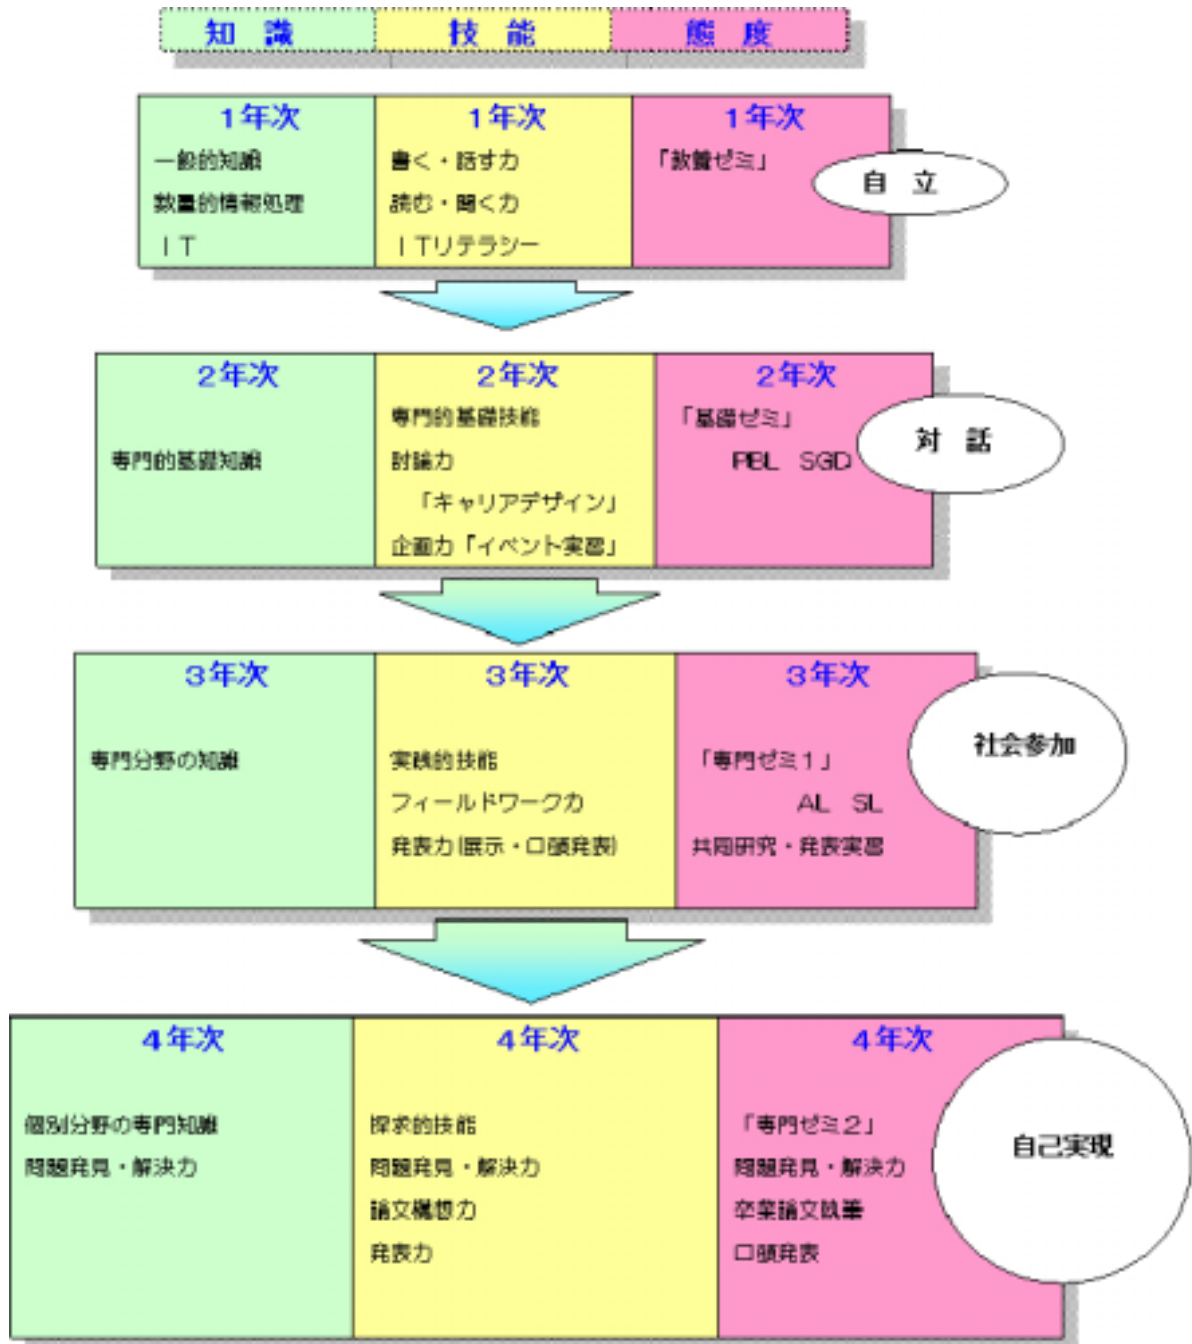 知 識
技 能
態 度
1年次
一般的知識
数量的情報処理
IT
1年次
書く・話す力
読む・聞く力
ITリテラシー
1年次
「教養ゼミ」
自 立
2年次
専門的基礎知識
2年次
専門的基礎技能
討論力
「キャリアデザイン」
企画力「イベント実習」
2年次
「基礎ゼミ」
PBL SGD
対 話
3年次
専門分野の知識
3年次
実践的技能
フィールドワーク力
発表力(展示・口頭発表)
3年次
「専門ゼミ1」
AL SL
共同研究・発表実習
社会参加
4年次
個別分野の専門知識
問題発見・解決力
4年次
探求的技能
問題発見・解決力
論文構想力
発表力
4年次
「専門ゼミ2」
問題発見・解決力
卒業論文執筆
口頭発表
自己実現